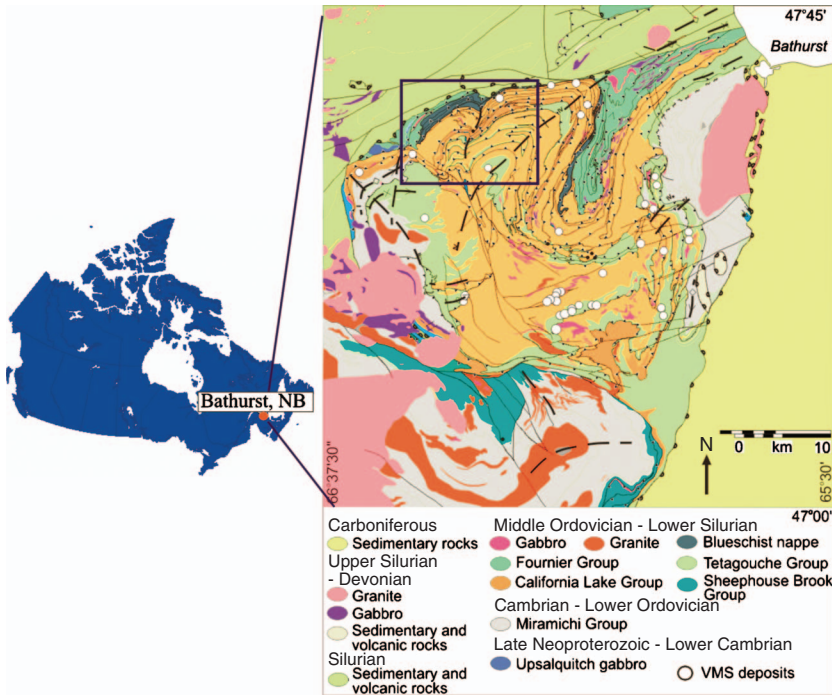 47°45'
Bathurst
Bathurst, NB
66°37'30"
N
0 km 10
65°30'
47°00'
Carboniferous
Sedimentary rocks
Upper Silurian
- Devonian
Granite
Gabbro
Sedimentary and
volcanic rocks
Silurian
Sedimentary and
volcanic rocks
Middle Ordovician - Lower Silurian
Gabbro
Granite
Blueschist nappe
Fournier Group
Tetagouche Group
California Lake Group
Sheephouse Brook
Group
Cambrian - Lower Ordovician
Miramichi Group
Late Neoproterozoic - Lower Cambrian
Upsalquitch gabbro
VMS deposits